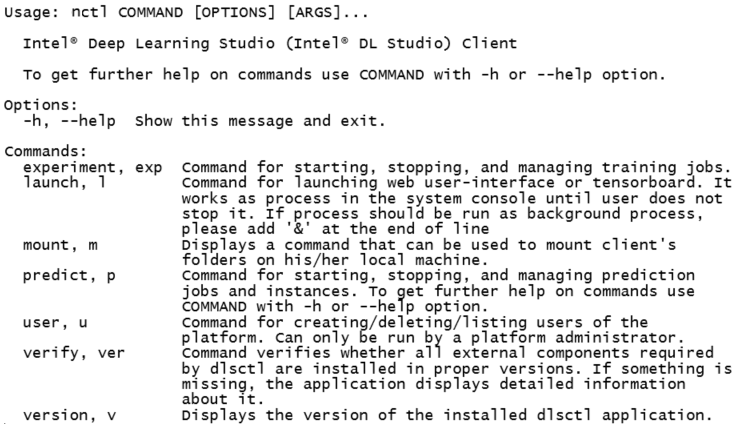 Usage: nctl COMMAND [OPTIONS] [ARGS]...
Intel® Deep Learning Studio (Intel® DL Studio) Client
To get further help on commands use COMMAND with -h or --help option.
Options:
-h, --help  Show this message and exit.
Commands:
experiment, exp  Command for starting, stopping, and managing training jobs.
launch, l        Command for launching web user-interface or tensorboard. It
works as process in the system console until user does not
stop it. If process should be run as background process,
please add '&' at the end of line
mount, m         Displays a command that can be used to mount client's
folders on his/her local machine.
predict, p       Command for starting, stopping, and managing prediction
jobs and instances. To get further help on commands use
COMMAND with -h or --help option.
user, u          Command for creating/deleting/listing users of the
platform. Can only be run by a platform administrator.
verify, ver      Command verifies whether all external components required
by dlsctl are installed in proper versions. If something is
missing, the application displays detailed information
about it.
version, v       Displays the version of the installed dlsctl application.